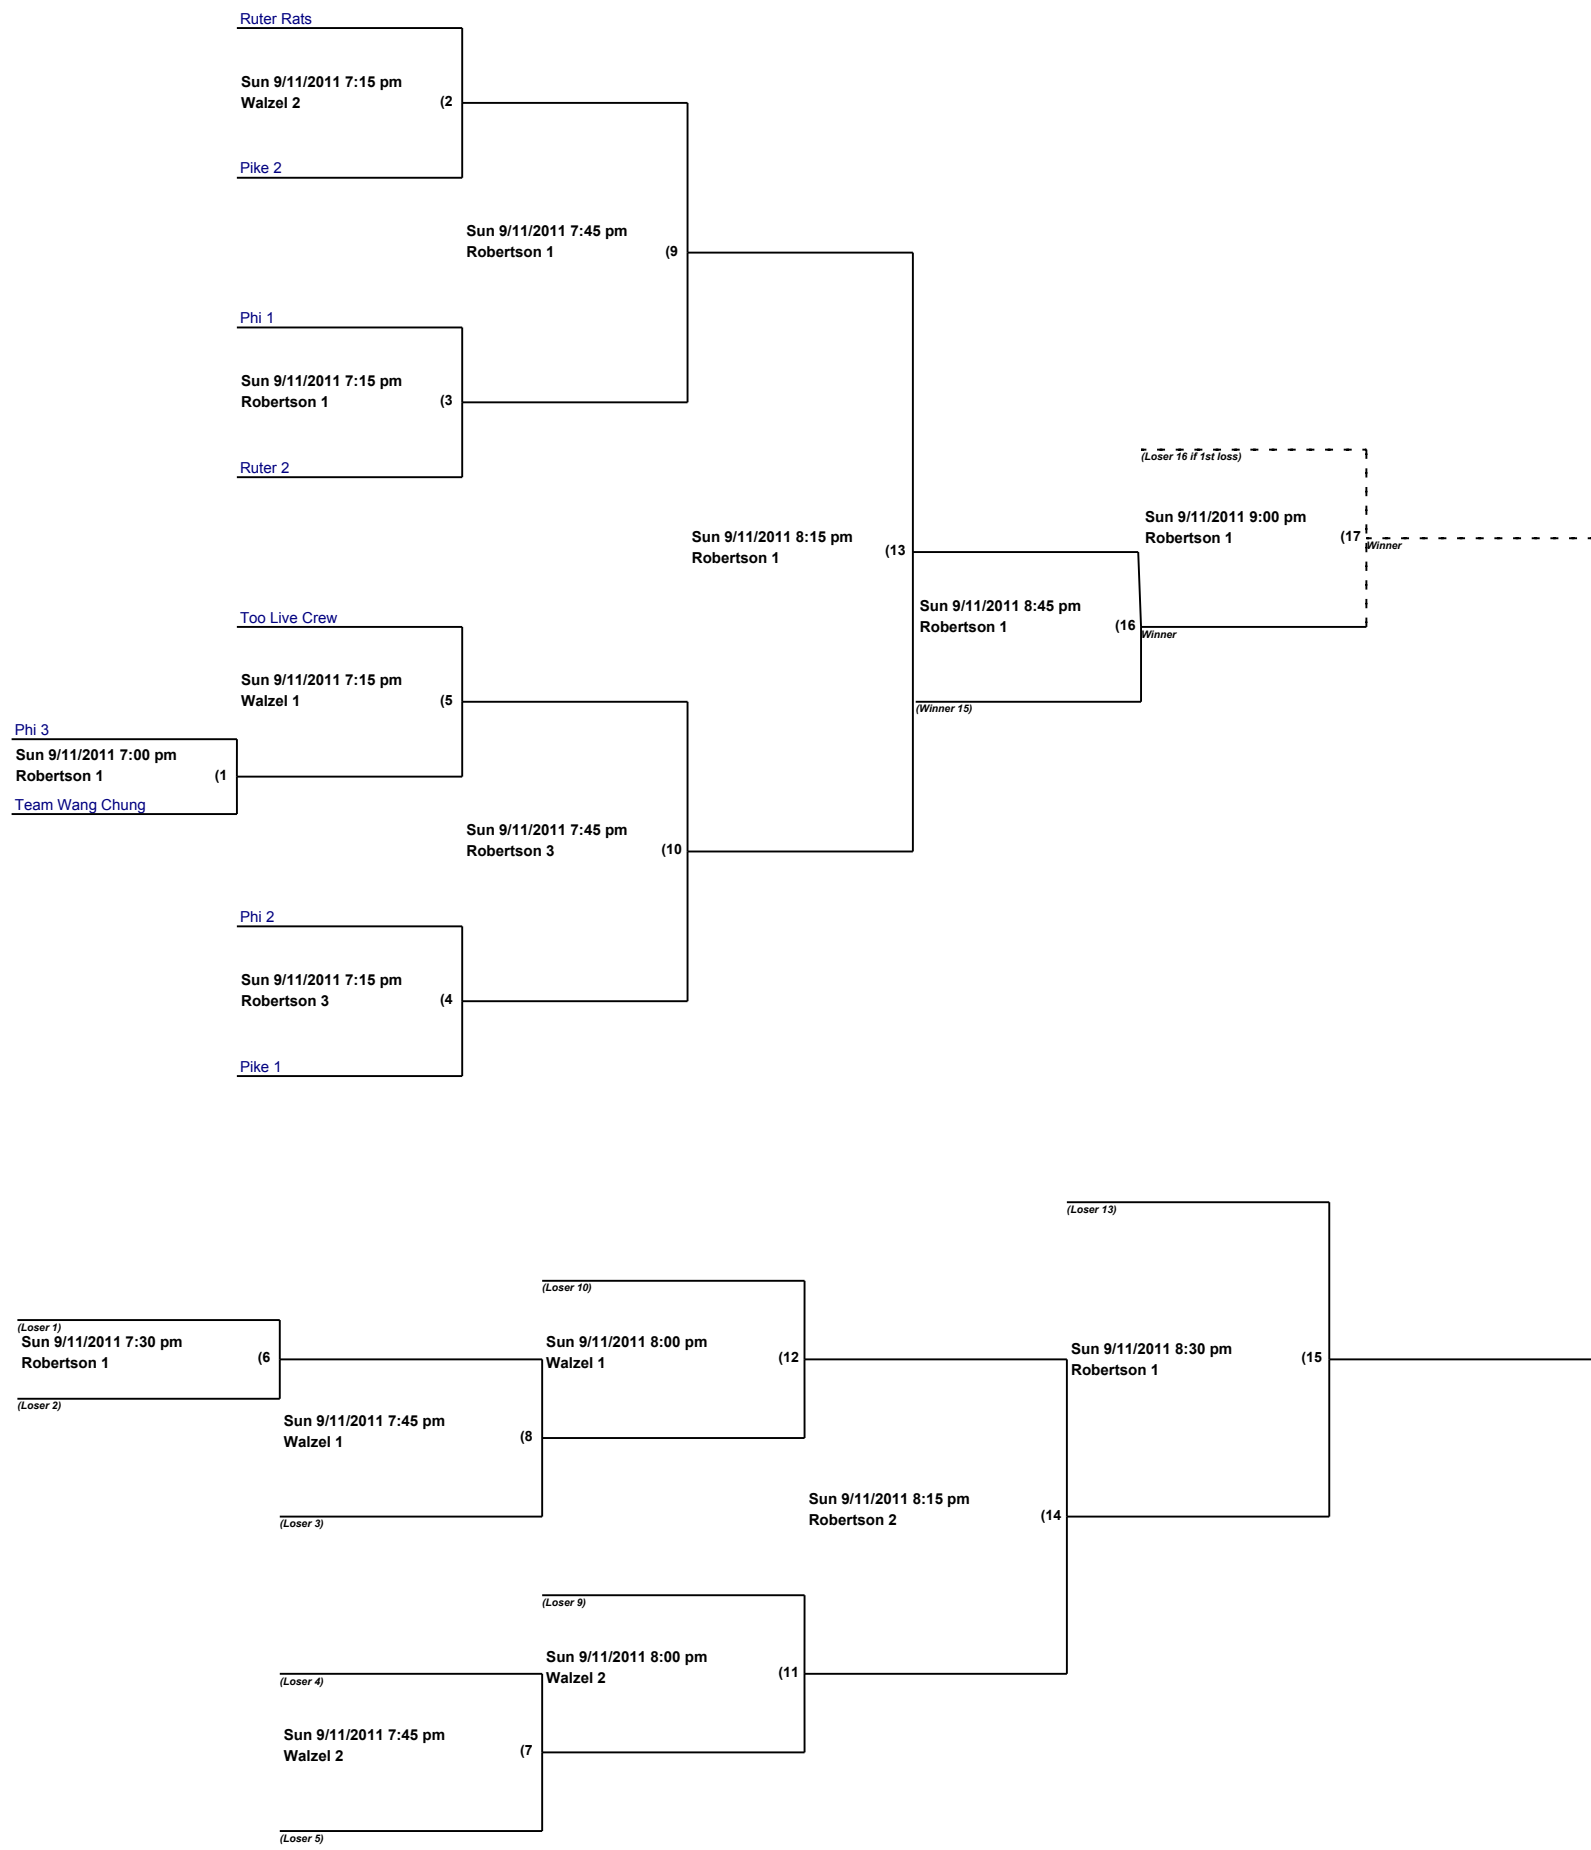 Ruter Rats
Sun 9/11/2011 7:15 pm
Walzel 2 (2
Pike 2
Sun 9/11/2011 7:45 pm
Robertson 1 (9
Phi 1
Sun 9/11/2011 7:15 pm
Robertson 1 (3
Ruter 2
(Loser 16 if 1st loss)
Sun 9/11/2011 9:00 pm
Robertson 1 (17
Winner
Sun 9/11/2011 8:15 pm
Robertson 1 (13
Sun 9/11/2011 8:45 pm
Robertson 1 (16
Winner
(Winner 15)
Too Live Crew
Sun 9/11/2011 7:15 pm
Walzel 1 (5
Phi 3
Sun 9/11/2011 7:00 pm
Robertson 1 (1
Team Wang Chung
Sun 9/11/2011 7:45 pm
Robertson 3 (10
Phi 2
Sun 9/11/2011 7:15 pm
Robertson 3 (4
Pike 1
(Loser 13)
(Loser 10)
(Loser 1)
Sun 9/11/2011 7:30 pm
Robertson 1 (6
(Loser 2)
Sun 9/11/2011 8:00 pm
Walzel 1 (12
Sun 9/11/2011 8:30 pm
Robertson 1 (15
Sun 9/11/2011 7:45 pm
Walzel 1 (8
(Loser 3)
Sun 9/11/2011 8:15 pm
Robertson 2 (14
(Loser 9)
Sun 9/11/2011 8:00 pm
Walzel 2 (11
(Loser 4)
Sun 9/11/2011 7:45 pm
Walzel 2 (7
(Loser 5)